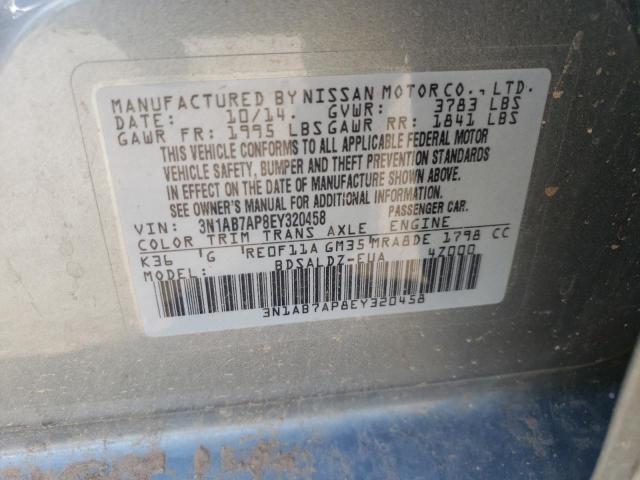 MANUFACTURED BY NISSAN MOTOR CO., LTD.
DATE: 10/14. GVWR: 3783 LBS
GAWR FR: 1995 LBS GAWR RR: 1841 LBS
THIS VEHICLE CONFORMS TO ALL APPLICABLE FEDERAL MOTOR
VEHICLE SAFETY, BUMPER AND THEFT PREVENTION STANDARDS
IN EFFECT ON THE DATE OF MANUFACTURE SHOWN ABOVE.
SEE OWNER'S MANUAL FOR ADDITIONAL INFORMATION.
VIN: 3N1AB7AP8EY320458 PASSENGER CAR.
COLOR TRIM TRANS AXLE ENGINE
K36 'G RE0F11A GM35 MRA8DE 1798 CC
MODEL: BDSALDZ-EUA 4Z000
3N1AB7AP8EY320458